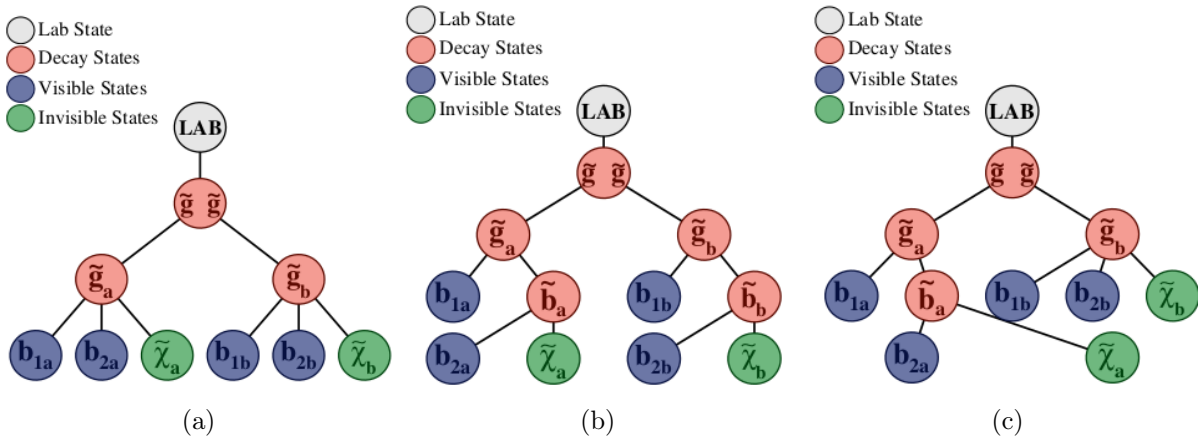 Lab State
Decay States
Visible States
Invisible States
LAB
g̃ g̃
g̃a
g̃b
b1a
b2a
χ̃a
b1b
b2b
χ̃b
(a)
Lab State
Decay States
Visible States
Invisible States
LAB
g̃ g̃
g̃a
g̃b
b1a
b̃a
b1b
b̃b
b2a
χ̃a
b2b
χ̃b
(b)
Lab State
Decay States
Visible States
Invisible States
LAB
g̃ g̃
g̃a
g̃b
b1a
b̃a
b1b
b2b
χ̃b
b2a
χ̃a
(c)